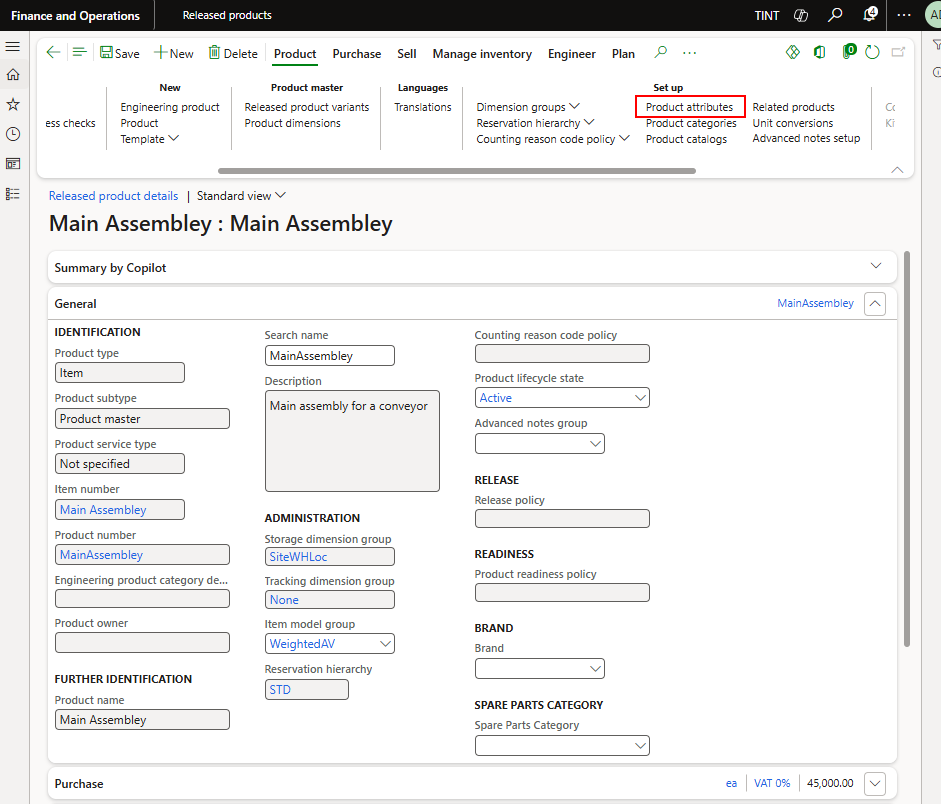 Finance and Operations Released products TINT 4 AD
Save New Delete Product Purchase Sell Manage inventory Engineer Plan 0
ess checks
New
Engineering product
Product
Template
Product master
Released product variants
Product dimensions
Languages
Translations
Dimension groups
Reservation hierarchy
Counting reason code policy
Set up
Product attributes
Product categories
Product catalogs
Related products
Unit conversions
Advanced notes setup
Co
Ki
Released product details | Standard view
Main Assembley : Main Assembley
Summary by Copilot
General MainAssembley
IDENTIFICATION
Product type
Item
Product subtype
Product master
Product service type
Not specified
Item number
Main Assembley
Product number
MainAssembley
Engineering product category de...
Product owner
FURTHER IDENTIFICATION
Product name
Main Assembley
Search name
MainAssembley
Description
Main assembly for a conveyor
ADMINISTRATION
Storage dimension group
SiteWHLoc
Tracking dimension group
None
Item model group
WeightedAV
Reservation hierarchy
STD
Counting reason code policy
Product lifecycle state
Active
Advanced notes group
RELEASE
Release policy
READINESS
Product readiness policy
BRAND
Brand
SPARE PARTS CATEGORY
Spare Parts Category
Purchase ea VAT 0% 45,000.00